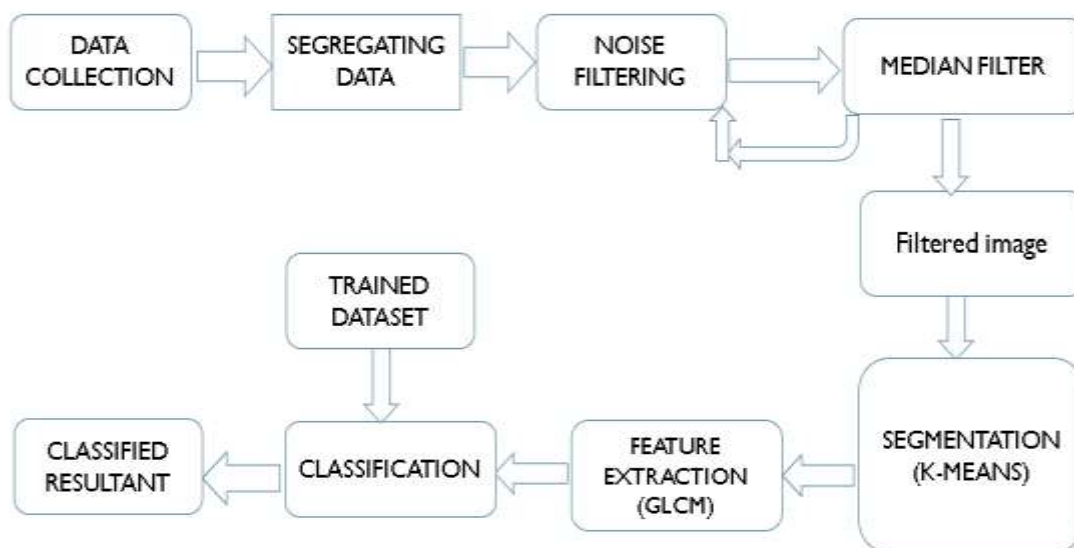 DATA
COLLECTION
SEGREGATING
DATA
NOISE
FILTERING
MEDIAN FILTER
Filtered image
TRAINED
DATASET
SEGMENTATION
(K-MEANS)
FEATURE
EXTRACTION
(GLCM)
CLASSIFICATION
CLASSIFIED
RESULTANT